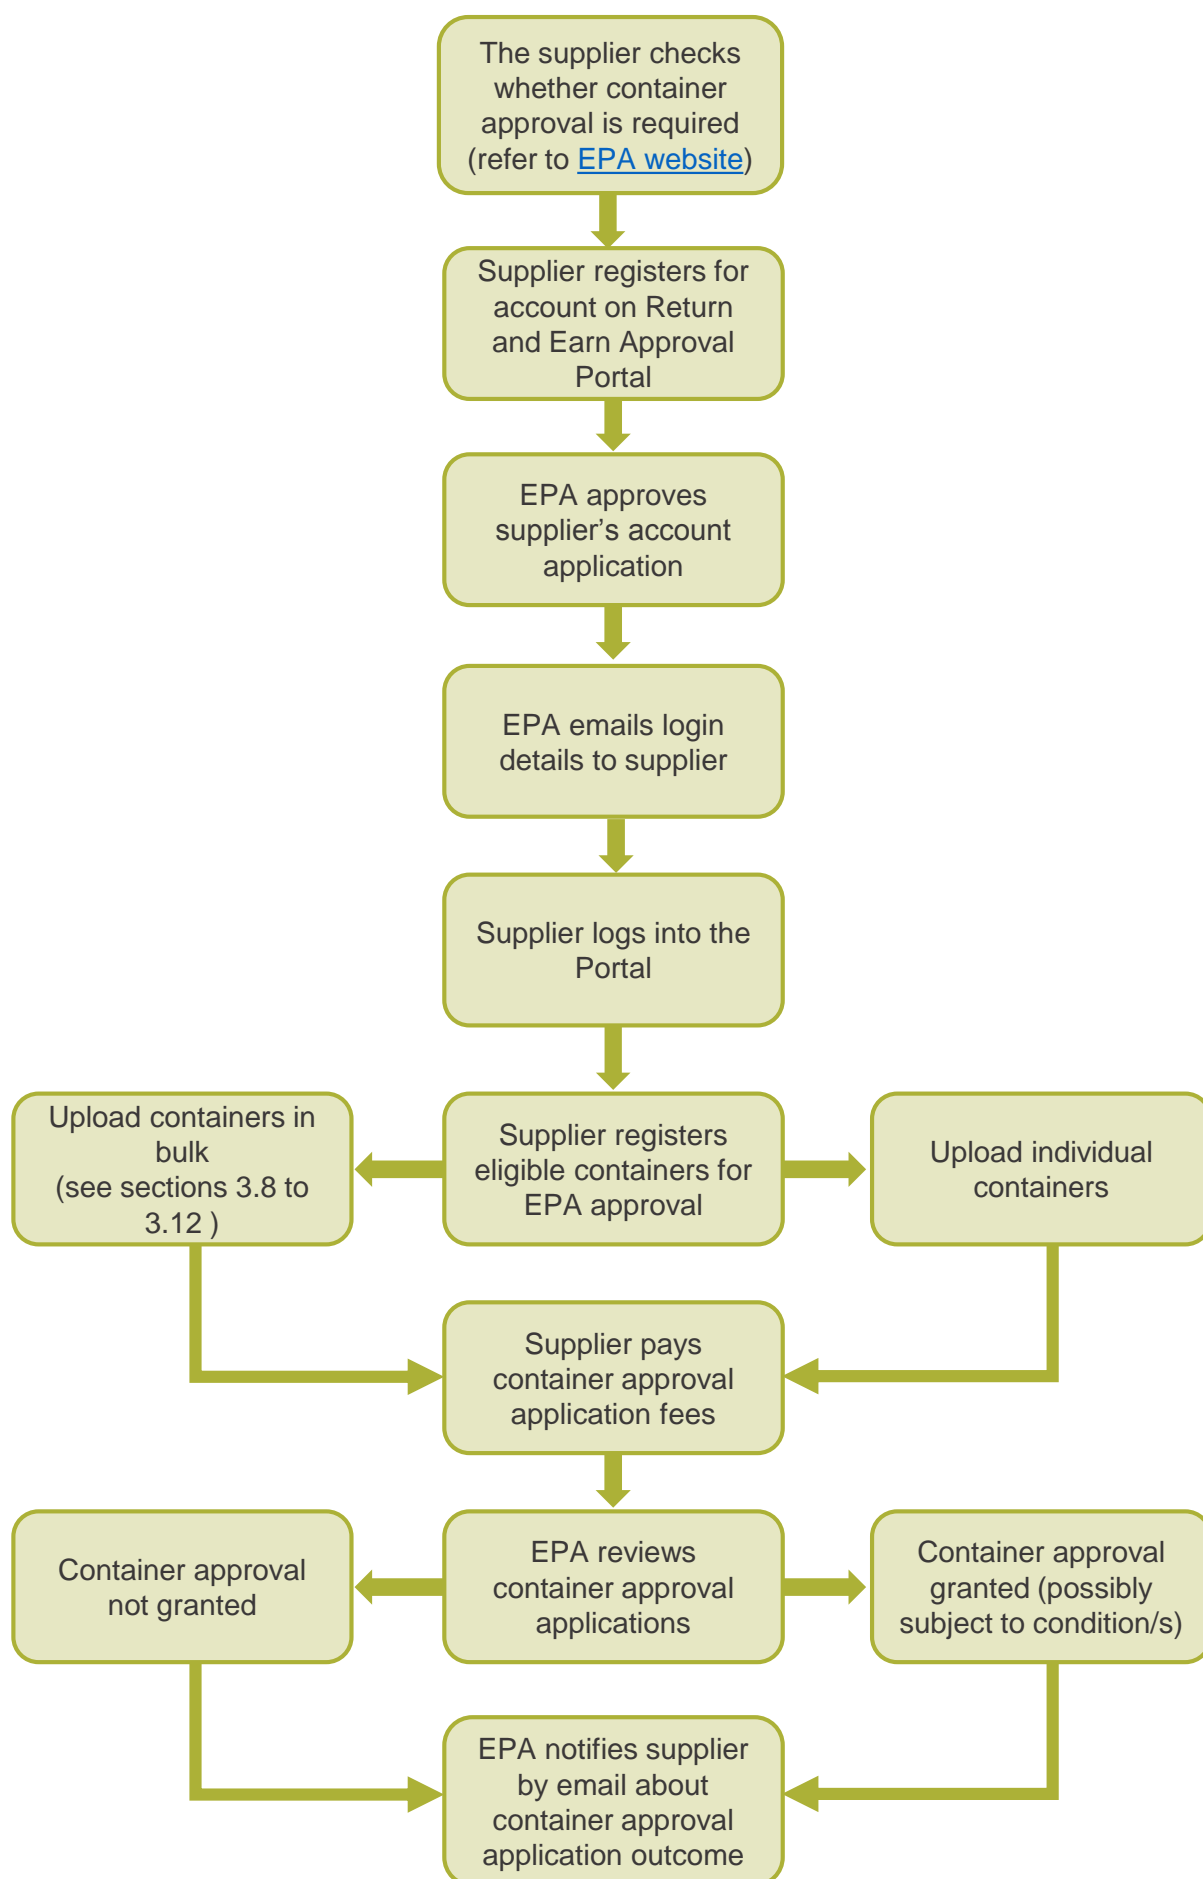 The supplier checks
whether container
approval is required
(refer to EPA website)
Supplier registers for
account on Return
and Earn Approval
Portal
EPA approves
supplier’s account
application
EPA emails login
details to supplier
Supplier logs into the
Portal
Upload containers in
bulk
(see sections 3.8 to
3.12 )
Supplier registers
eligible containers for
EPA approval
Upload individual
containers
Supplier pays
container approval
application fees
Container approval
not granted
EPA reviews
container approval
applications
Container approval
granted (possibly
subject to condition/s)
EPA notifies supplier
by email about
container approval
application outcome